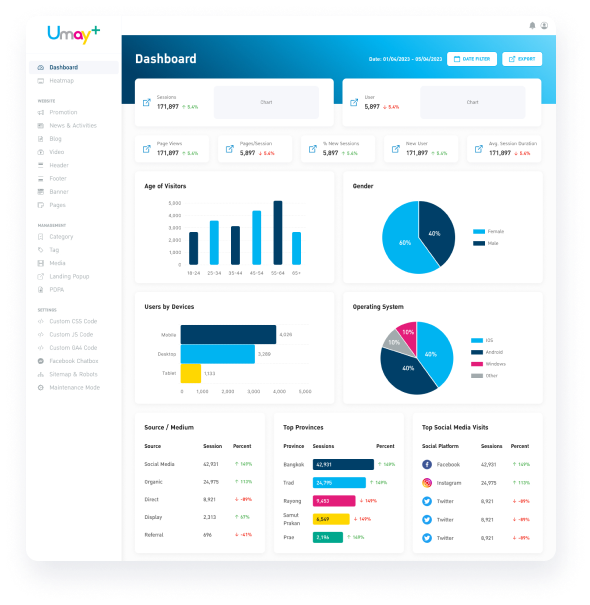 Umay+
Dashboard
Heatmap
WEBSITE
Promotion
News & Activities
Blog
Video
Header
Footer
Banner
Pages
MANAGEMENT
Category
Tag
Media
Landing Popup
PDPA
SETTINGS
Custom CSS Code
Custom JS Code
Custom GA4 Code
Facebook Chatbox
Sitemap & Robots
Maintenance Mode
Dashboard
Date: 01/04/2023 - 05/04/2023
DATE FILTER
EXPORT
Sessions
171,897 ↑ 5.4%
Chart
User
5,897 ↓ 5.4%
Chart
Page Views
171,897 ↑ 5.4%
Pages/Session
5,897 ↓ 5.4%
% New Sessions
5,897 ↑ 5.4%
New User
171,897 ↑ 5.4%
Avg. Session Duration
171,897 ↓ 5.4%
Age of Visitors
5,000
4,000
3,000
2,000
1,000
0
18-24 25-34 35-44 45-54 55-64 65+
Gender
60%
40%
Female
Male
Users by Devices
Mobile
4,026
Desktop
3,268
Tablet
1,133
0 1,000 2,000 3,000 4,000 5,000
Operating System
10%
10%
40%
40%
IOS
Android
Windows
Other
Source / Medium
Source Session Percent
Social Media 42,931 ↑ 149%
Organic 24,975 ↑ 113%
Direct 8,921 ↓ -89%
Display 2,313 ↑ 67%
Referral 696 ↓ -61%
Top Provinces
Province Sessions Percent
Bangkok 42,931 ↑ 149%
Trad 24,795 ↑ 149%
Rayong 9,453 ↓ 149%
Samut
Prakan
6,549 ↓ 149%
Prae 2,196 ↑ 149%
Top Social Media Visits
Social Platform Sessions Percent
Facebook 42,931 ↑ 149%
Instagram 24,975 ↑ 113%
Twitter 8,921 ↓ -89%
Twitter 8,921 ↓ -89%
Twitter 8,921 ↓ -89%